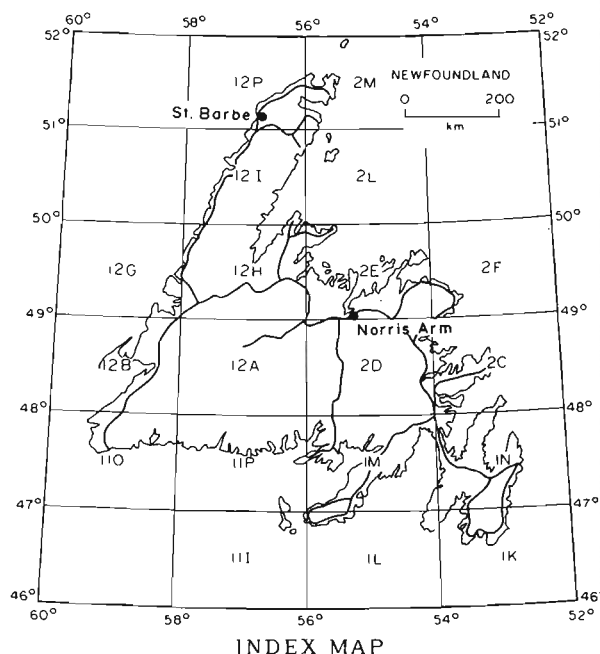 60° 58° 56° 54° 52°
52° 52°
12P 2M
NEWFOUNDLAND
0 200
km
St. Barbe
51° 51°
12I 2L
50° 50°
12G 12H 2E 2F
49° 49°
Norris Arm
12B 12A 2D 2C
48° 48°
11O 11P 1M 1N
47° 47°
11I 1L 1K
46° 46°
60° 58° 56° 54° 52°
INDEX MAP